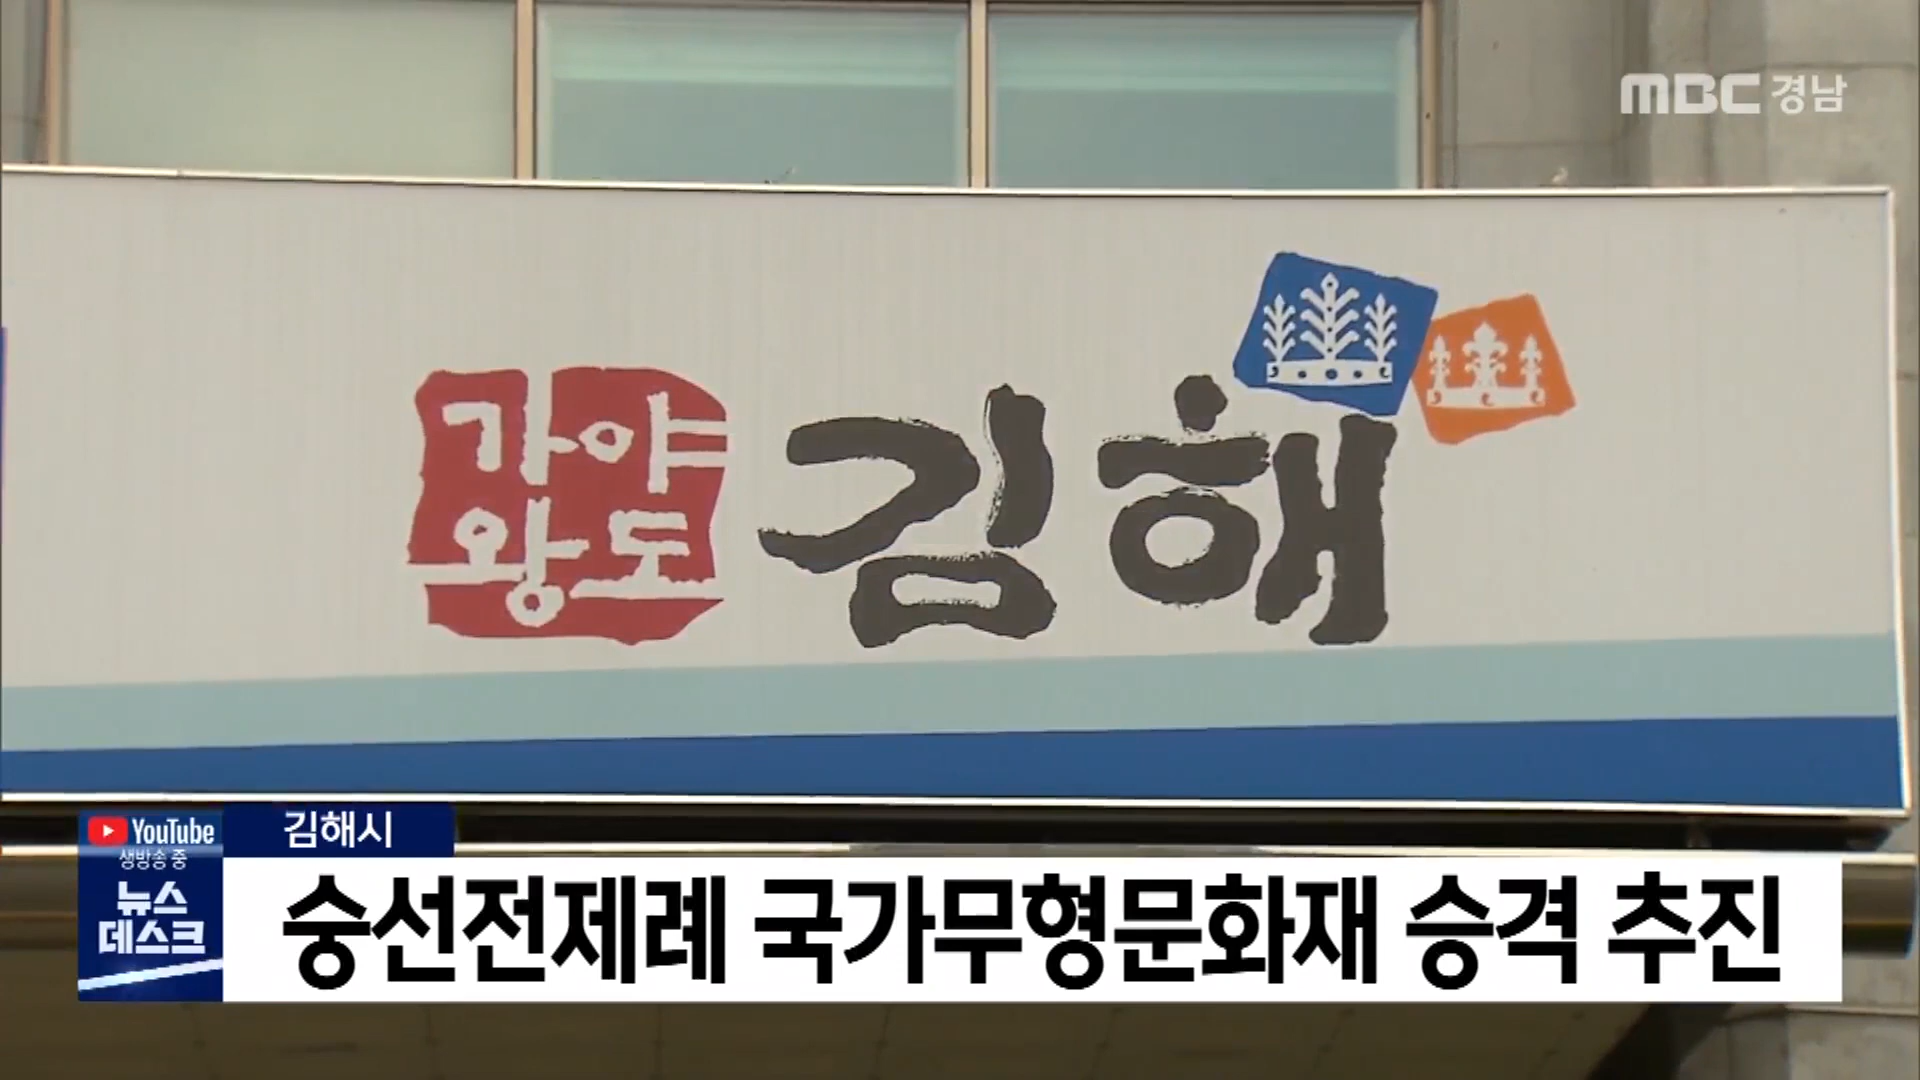 MBC 경남
가야
왕도
김해
YouTube
생방송 중
뉴스
데스크
김해시
숭선전제례 국가무형문화재 승격 추진